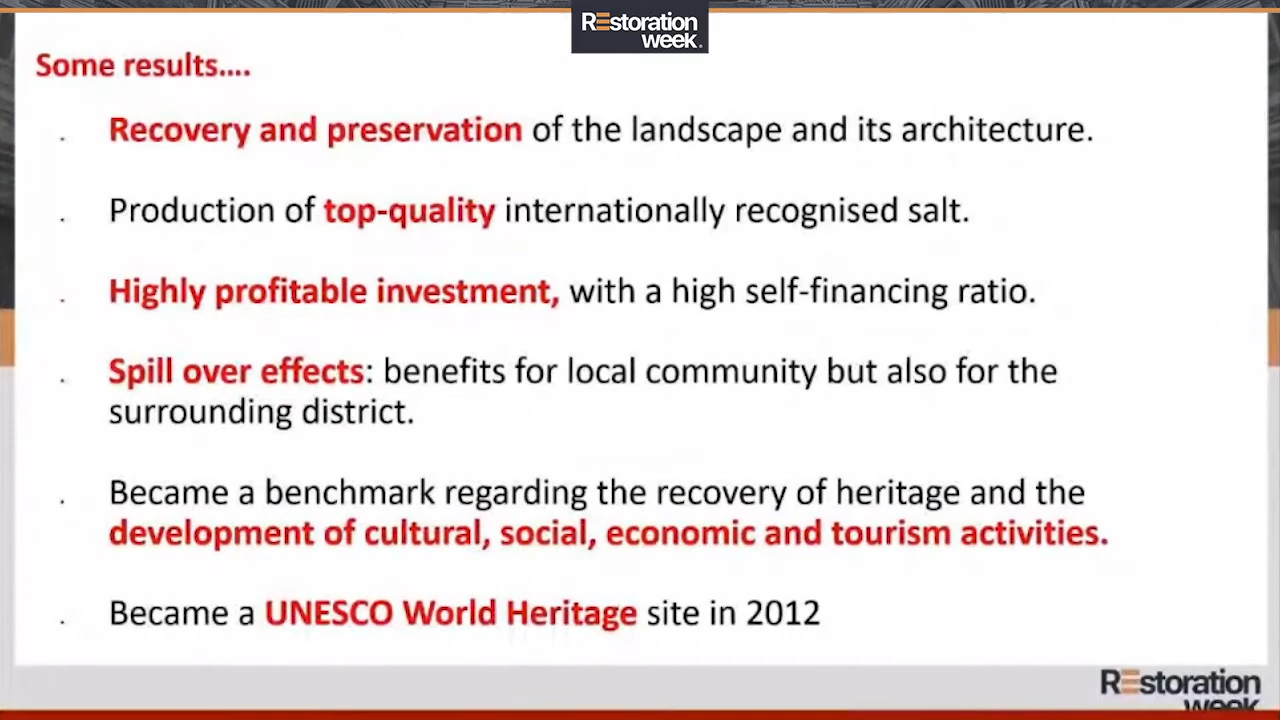 REstoration
week.
Some results....
. Recovery and preservation of the landscape and its architecture.
. Production of top-quality internationally recognised salt.
. Highly profitable investment, with a high self-financing ratio.
. Spill over effects: benefits for local community but also for the
surrounding district.
. Became a benchmark regarding the recovery of heritage and the
development of cultural, social, economic and tourism activities.
. Became a UNESCO World Heritage site in 2012
REstoration
week